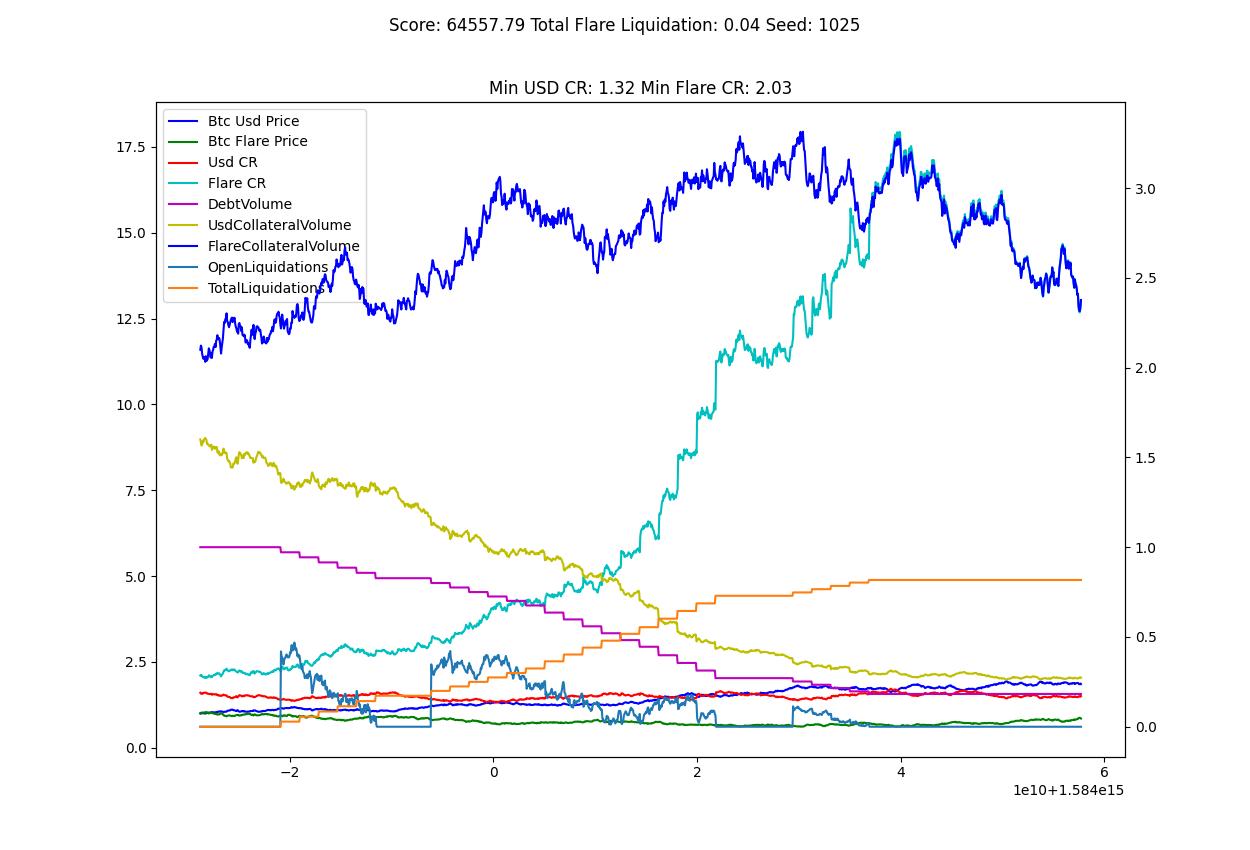 Score: 64557.79 Total Flare Liquidation: 0.04 Seed: 1025
Min USD CR: 1.32 Min Flare CR: 2.03
Btc Usd Price
Btc Flare Price
Usd CR
Flare CR
DebtVolume
UsdCollateralVolume
FlareCollateralVolume
OpenLiquidations
TotalLiquidations
17.5
15.0
12.5
10.0
7.5
5.0
2.5
0.0
3.0
2.5
2.0
1.5
1.0
0.5
0.0
−2
0
2
4
6
1e10+1.584e15